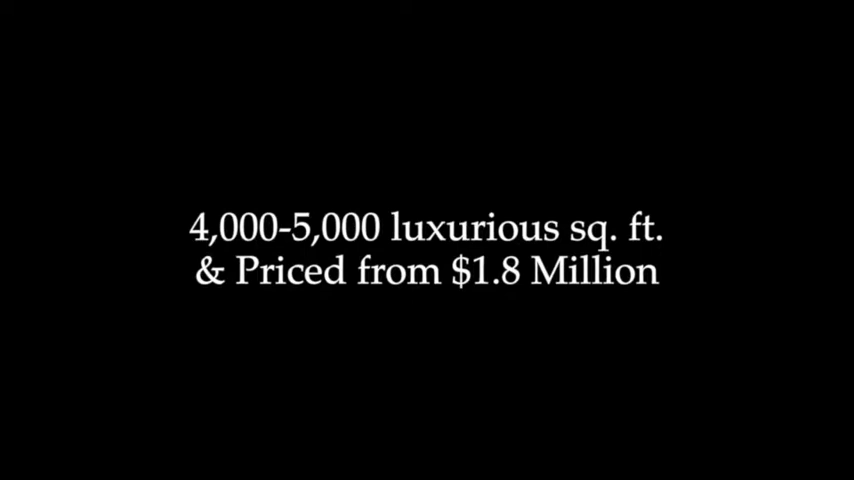 4,000-5,000 luxurious sq. ft.
& Priced from $1.8 Million